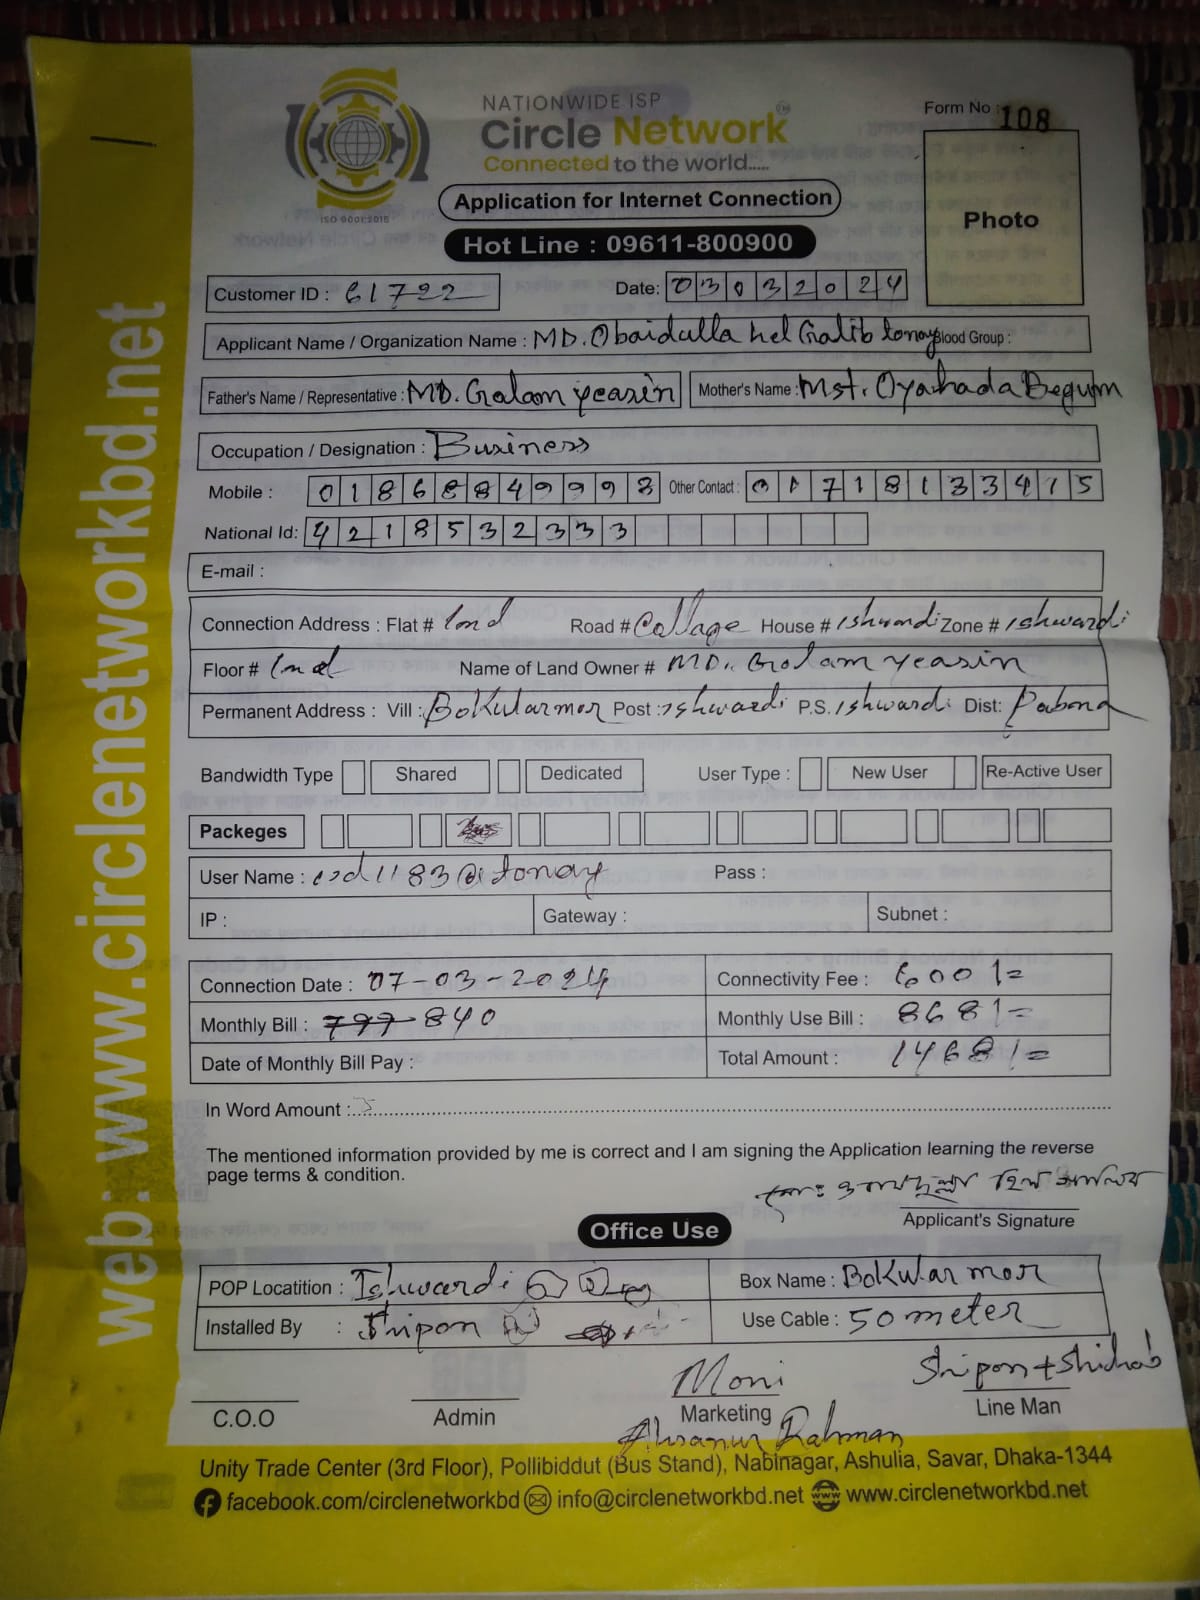 NATIONWIDE ISP
Circle Network
Connected to the world.....
ISO 9001:2015
Form No : 108
Application for Internet Connection
Photo
Hot Line : 09611-800900
Customer ID : 61722
Date: 03032024
Applicant Name / Organization Name : MD. Obaidulla hel Galib tonoy Blood Group :
Father's Name / Representative : MD. Golam yeasin Mother's Name : Mst. Oyahada Begum
Occupation / Designation : Business
Mobile : 01868849993 Other Contact : 01718133415
National Id: 4218532333
E-mail :
Connection Address : Flat # 2nd Road # Collage House # Ishwardi Zone # Ishwardi
Floor # 2nd Name of Land Owner # MD. Golam yeasin
Permanent Address : Vill : BoKularmor Post : Ishwardi P.S. Ishwardi Dist: Pabna
Bandwidth Type Shared Dedicated User Type : New User Re-Active User
Packeges
User Name : isd1183@tonoy Pass :
IP : Gateway : Subnet :
Connection Date : 07-03-2024 Connectivity Fee : 600/=
Monthly Bill : 799 840 Monthly Use Bill : 868/=
Date of Monthly Bill Pay : Total Amount : 1468/=
In Word Amount :
The mentioned information provided by me is correct and I am signing the Application learning the reverse
page terms & condition.
Applicant's Signature
Office Use
POP Locatition : Ishwardi Box Name : BoKular mor
Installed By : Shipon Use Cable : 50 meter
Moni Shipon + Shihab
C.O.O Admin Marketing Line Man
Ahsanur Rahman
Unity Trade Center (3rd Floor), Pollibiddut (Bus Stand), Nabinagar, Ashulia, Savar, Dhaka-1344
facebook.com/circlenetworkbd info@circlenetworkbd.net www.circlenetworkbd.net
web: www.circlenetworkbd.net